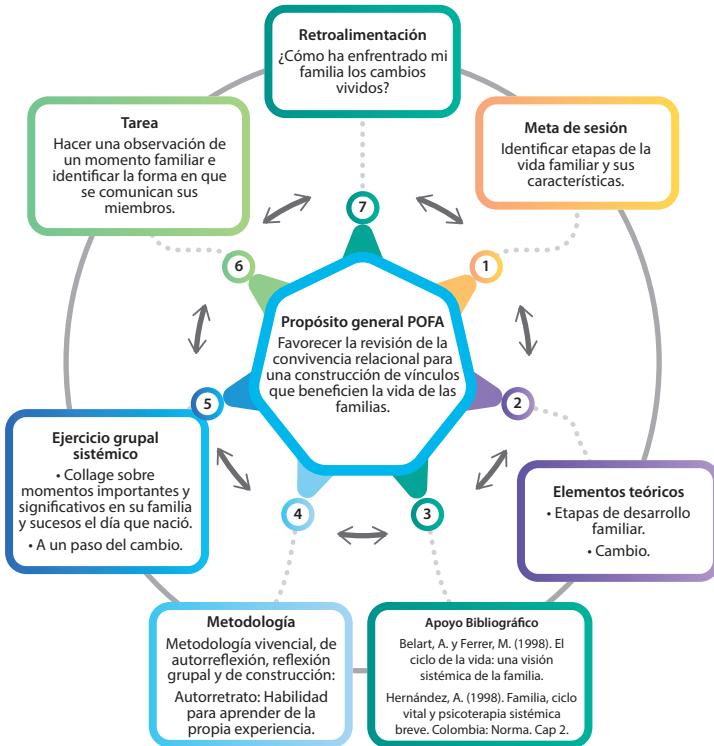 Retroalimentación
¿Cómo ha enfrentrado mi
familia los cambios
vividos?
Tarea
Hacer una observación de
un momento familiar e
identificar la forma en que
se comunican sus
miembros.
Meta de sesión
Identificar etapas de la
vida familiar y sus
características.
7
6
1
Propósito general POFA
Favorecer la revisión de la
convivencia relacional para
una construcción de vínculos
que beneficien la vida de las
familias.
5
2
4
3
Ejercicio grupal
sistémico
• Collage sobre
momentos importantes y
significativos en su familia
y sucesos el día que nació.
• A un paso del cambio.
Elementos teóricos
• Etapas de desarrollo
familiar.
• Cambio.
Metodología
Metodología vivencial, de
autorreflexión, reflexión
grupal y de construcción:
Autorretrato: Habilidad
para aprender de la
propia experiencia.
Apoyo Bibliográfico
Belart, A. y Ferrer, M. (1998). El
ciclo de la vida: una visión
sistémica de la familia.
Hernández, A. (1998). Familia, ciclo
vital y psicoterapia sistémica
breve. Colombia: Norma. Cap 2.